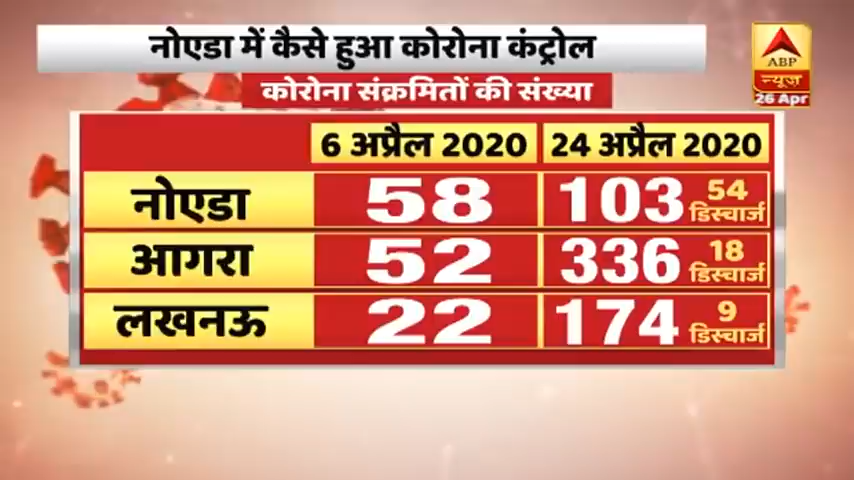 नोएडा में कैसे हुआ कोरोना कंट्रोल
ABP
न्यूज़
26 Apr
कोरोना संक्रमितों की संख्या
6 अप्रैल 2020 24 अप्रैल 2020
नोएडा 58 103 54 डिस्चार्ज
आगरा 52 336 18 डिस्चार्ज
लखनऊ 22 174 9 डिस्चार्ज